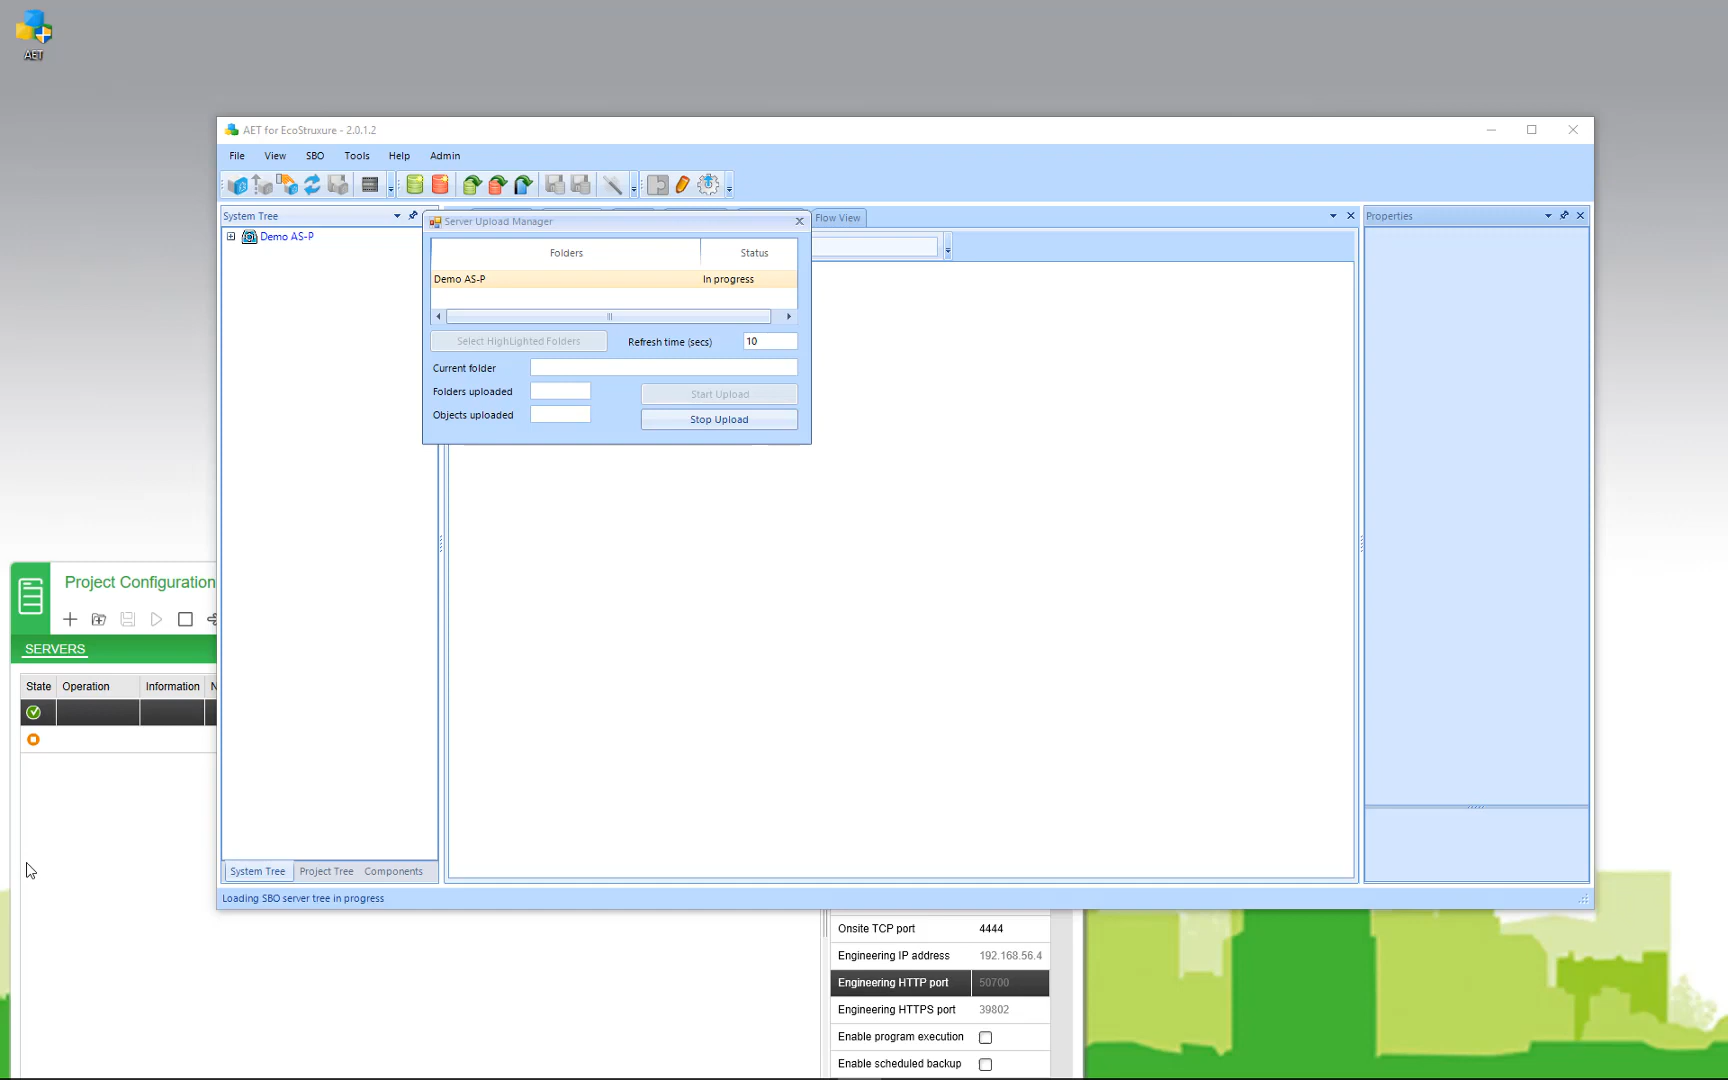 AET
AET for EcoStruxure - 2.0.1.2
File View SBO Tools Help Admin
System Tree
Demo AS-P
Server Upload Manager
Folders Status
Demo AS-P In progress
Select HighLighted Folders
Refresh time (secs) 10
Current folder
Folders uploaded
Start Upload
Objects uploaded
Stop Upload
Flow View
Properties
System Tree Project Tree Components
Loading SBO server tree in progress
Project Configuration
SERVERS
State Operation Information N
Onsite TCP port 4444
Engineering IP address 192.168.56.4
Engineering HTTP port 50700
Engineering HTTPS port 39802
Enable program execution
Enable scheduled backup